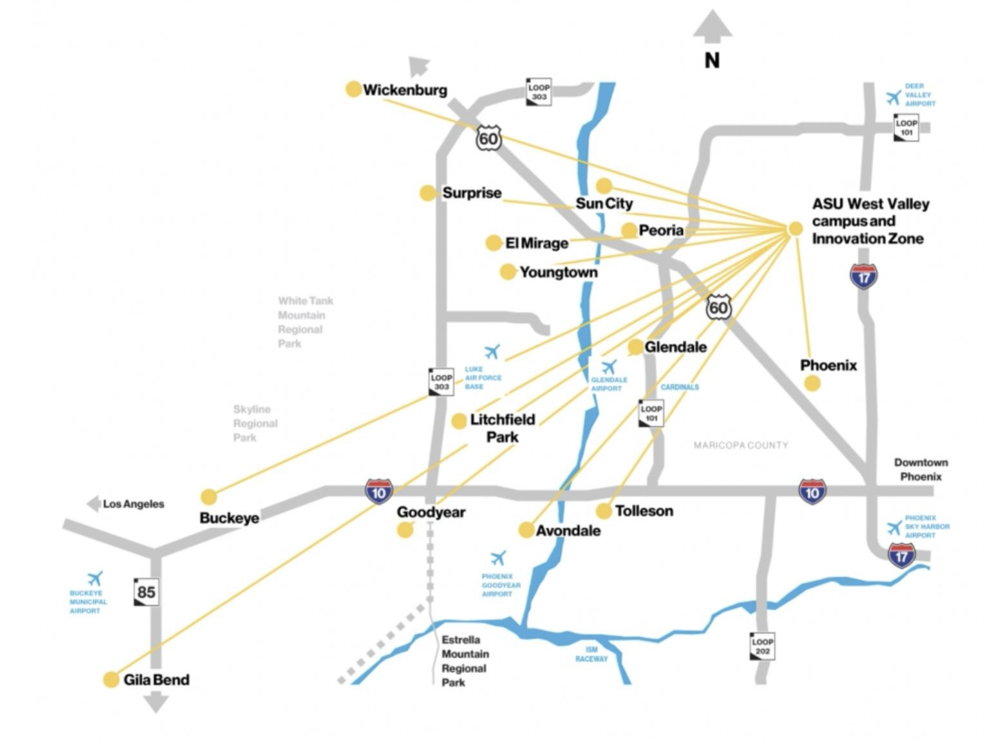 N
Wickenburg
LOOP
303
DEER
VALLEY
AIRPORT
LOOP
101
60
Surprise
Sun City
ASU West Valley
campus and
Innovation Zone
Peoria
El Mirage
Youngtown
17
White Tank
Mountain
Regional
Park
60
Glendale
Phoenix
LUKE
AIR FORCE
BASE
LOOP
303
GLENDALE
AIRPORT
CARDINALS
Skyline
Regional
Park
LOOP
101
Litchfield
Park
MARICOPA COUNTY
Downtown
Phoenix
10
10
Los Angeles
Buckeye
Goodyear
Tolleson
Avondale
PHOENIX
SKY HARBOR
AIRPORT
17
PHOENIX
GOODYEAR
AIRPORT
BUCKEYE
MUNICIPAL
AIRPORT
85
Estrella
Mountain
Regional
Park
ISM
RACEWAY
LOOP
202
Gila Bend